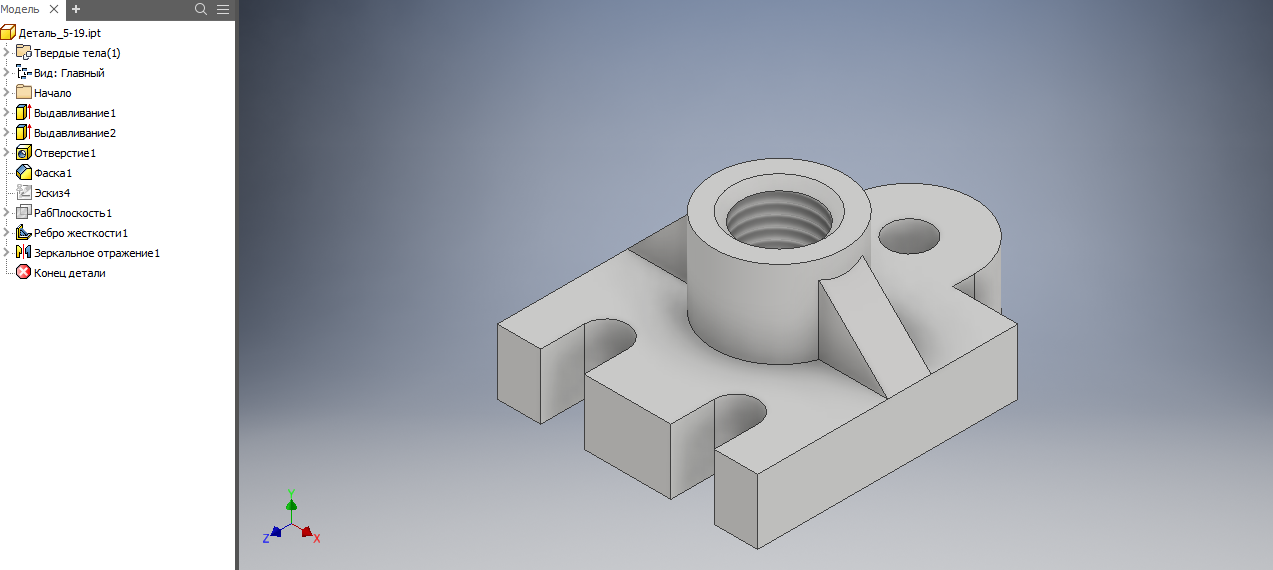 Модель
Деталь_5-19.ipt
Твердые тела(1)
Вид: Главный
Начало
Выдавливание1
Выдавливание2
Отверстие1
Фаска1
Эскиз4
РабПлоскость1
Ребро жесткости1
Зеркальное отражение1
Конец детали
Y
Z
X